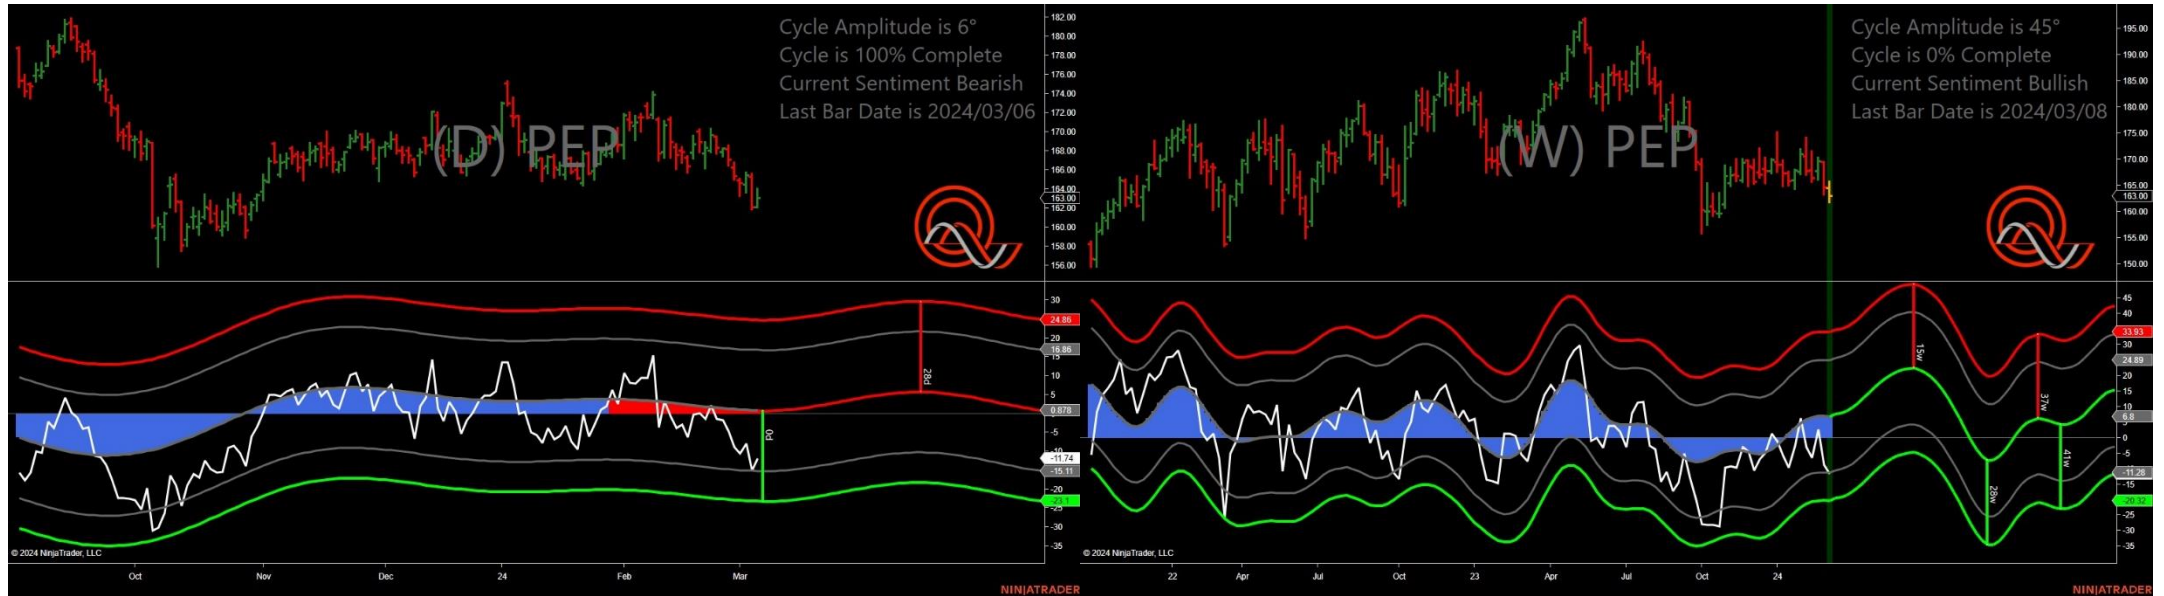 Cycle Amplitude is 6°
Cycle is 100% Complete
Current Sentiment Bearish
Last Bar Date is 2024/03/06
(D) PEP
182.00
180.00
178.00
176.00
174.00
172.00
170.00
168.00
166.00
164.00
163.00
162.00
160.00
158.00
156.00
30
24.86
20
16.86
15
10
5
0.878
-5
-10
-11.74
-15.11
-20
-23.1
-25
-30
-35
28d
0d
© 2024 NinjaTrader, LLC
Oct
Nov
Dec
24
Feb
Mar
NINJATRADER
Cycle Amplitude is 45°
Cycle is 0% Complete
Current Sentiment Bullish
Last Bar Date is 2024/03/08
(W) PEP
195.00
190.00
185.00
180.00
175.00
170.00
165.00
163.00
160.00
155.00
150.00
45
40
33.93
30
24.89
20
15
10
6.8
5
0
-5
-11.28
-15
-20.32
-25
-30
-35
15w
28w
37w
41w
© 2024 NinjaTrader, LLC
22
Apr
Jul
Oct
23
Apr
Jul
Oct
24
NINJATRADER